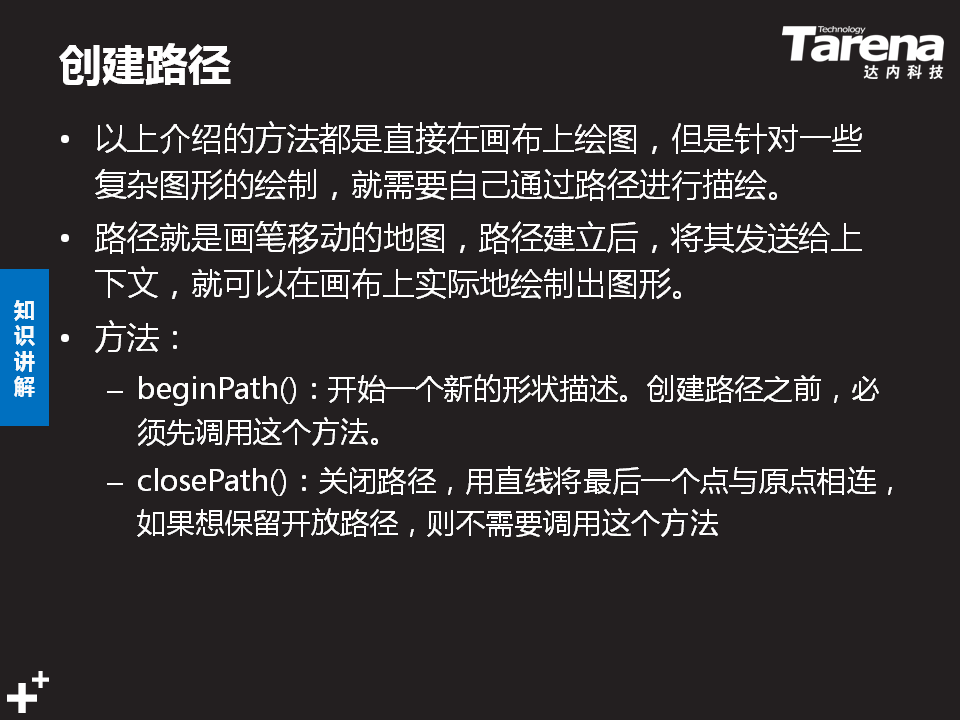 创建路径
Technology
Tarena
达内科技
• 以上介绍的方法都是直接在画布上绘图，但是针对一些
复杂图形的绘制，就需要自己通过路径进行描绘。
• 路径就是画笔移动的地图，路径建立后，将其发送给上
下文，就可以在画布上实际地绘制出图形。
• 方法：
– beginPath()：开始一个新的形状描述。创建路径之前，必
须先调用这个方法。
– closePath()：关闭路径，用直线将最后一个点与原点相连，
如果想保留开放路径，则不需要调用这个方法
知
识
讲
解